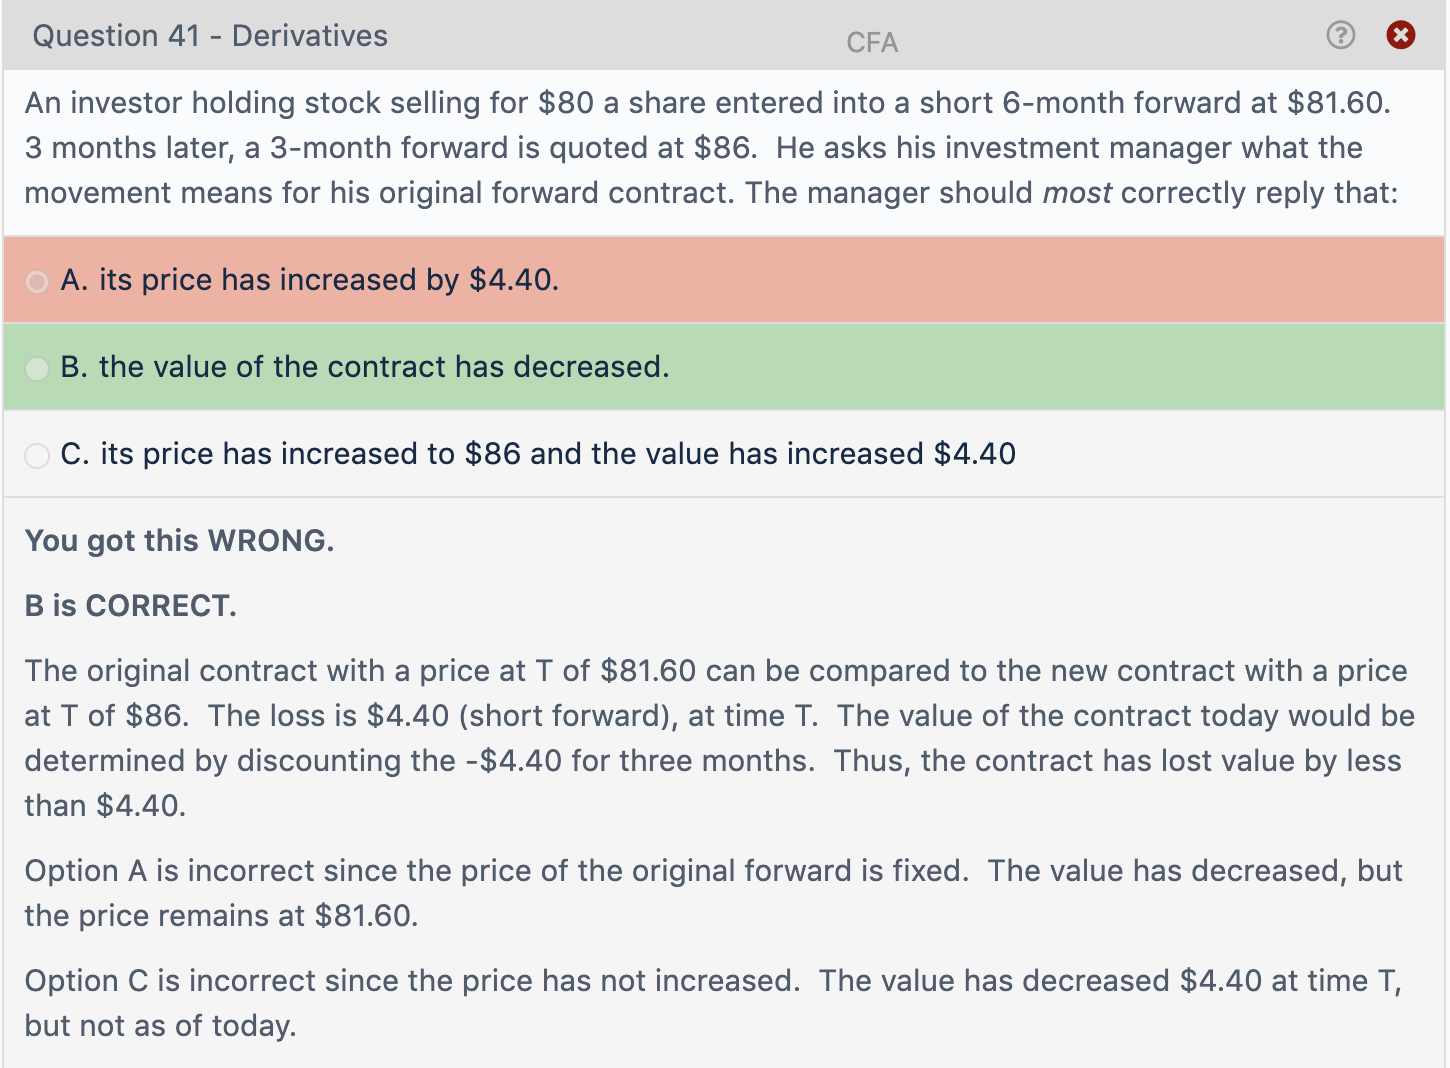 Question 41 - Derivatives
CFA
?
An investor holding stock selling for $80 a share entered into a short 6-month forward at $81.60.
3 months later, a 3-month forward is quoted at $86.  He asks his investment manager what the
movement means for his original forward contract. The manager should most correctly reply that:
A. its price has increased by $4.40.
B. the value of the contract has decreased.
C. its price has increased to $86 and the value has increased $4.40
You got this WRONG.
B is CORRECT.
The original contract with a price at T of $81.60 can be compared to the new contract with a price
at T of $86.  The loss is $4.40 (short forward), at time T.  The value of the contract today would be
determined by discounting the -$4.40 for three months.  Thus, the contract has lost value by less
than $4.40.
Option A is incorrect since the price of the original forward is fixed.  The value has decreased, but
the price remains at $81.60.
Option C is incorrect since the price has not increased.  The value has decreased $4.40 at time T,
but not as of today.